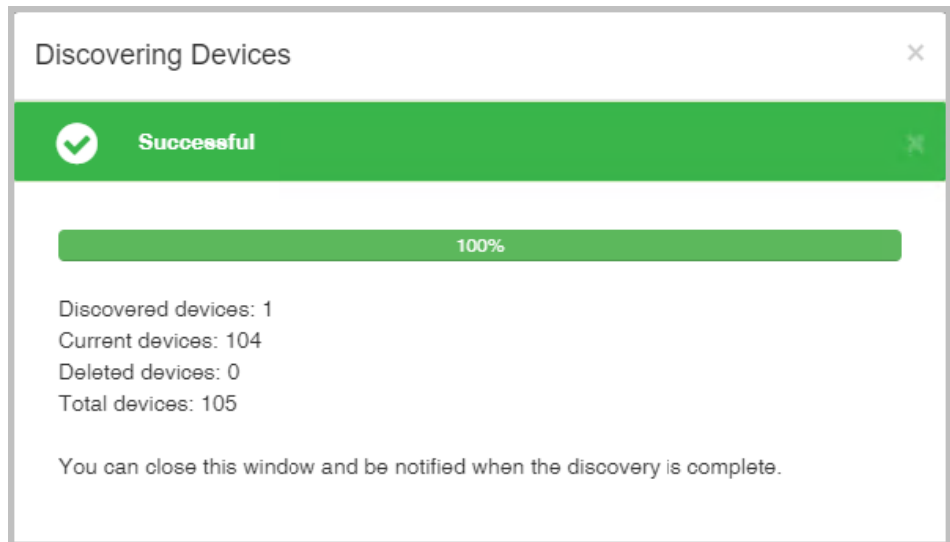 Discovering Devices
Successful
100%
Discovered devices: 1
Current devices: 104
Deleted devices: 0
Total devices: 105
You can close this window and be notified when the discovery is complete.